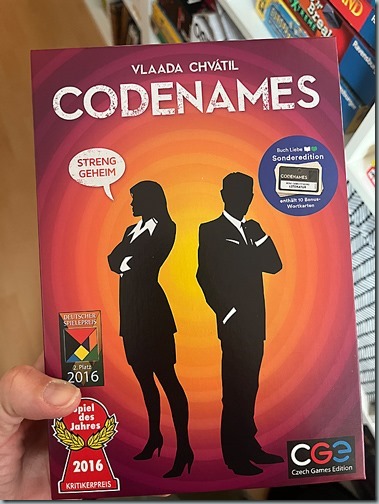 VLAADA CHVÁTIL
CODENAMES
STRENG
GEHEIM
Buch Liebe
Sonderedition
CODENAMES
LITERATUR
enthält 10 Bonus-
Wortkarten
DEUTSCHER
SPIELEPREIS
2. Platz
2016
Spiel
des
Jahres
2016
KRITIKERPREIS
CGE
Czech Games Edition